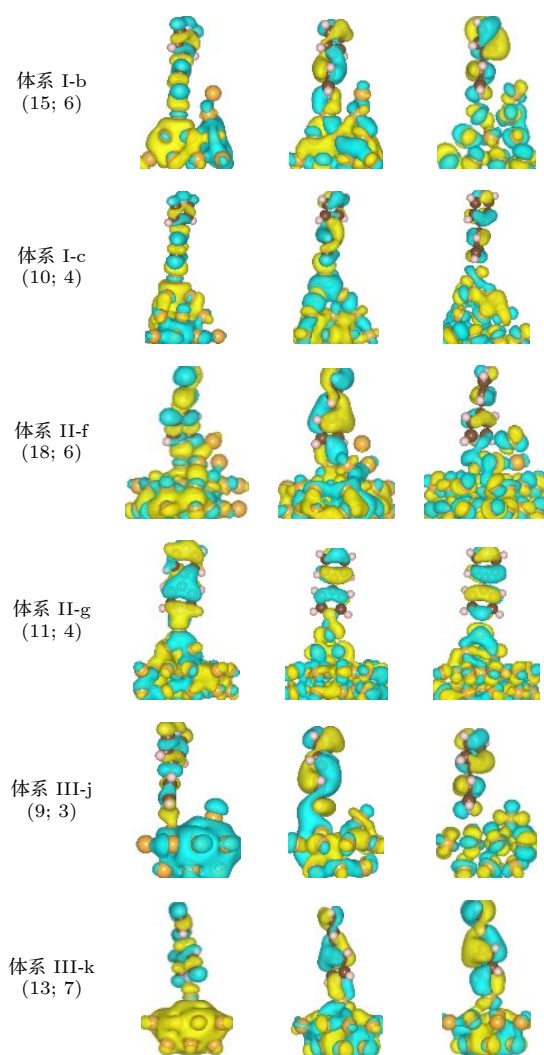 体系 I-b
(15; 6)
体系 I-c
(10; 4)
体系 II-f
(18; 6)
体系 II-g
(11; 4)
体系 III-j
(9; 3)
体系 III-k
(13; 7)